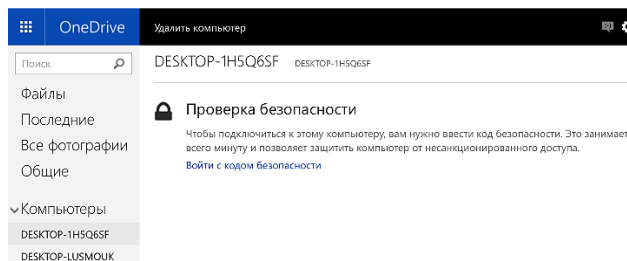 OneDrive
Удалить компьютер
Поиск
Файлы
Последние
Все фотографии
Общие
Компьютеры
DESKTOP-1H5Q6SF
DESKTOP-LUSMOUK
DESKTOP-1H5Q6SF DESKTOP-1H5Q6SF
Проверка безопасности
Чтобы подключиться к этому компьютеру, вам нужно ввести код безопасности. Это занимает
всего минуту и позволяет защитить компьютер от несанкционированного доступа.
Войти с кодом безопасности